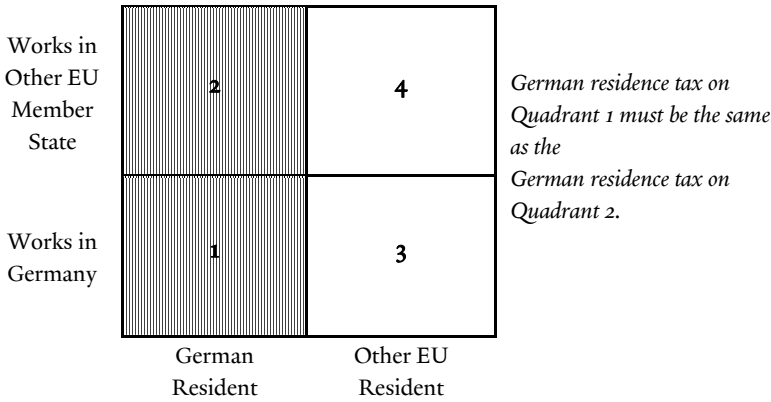 Works in
Other EU
Member
State
2
4
German residence tax on
Quadrant 1 must be the same
as the
German residence tax on
Quadrant 2.
Works in
Germany
1
3
German
Resident
Other EU
Resident